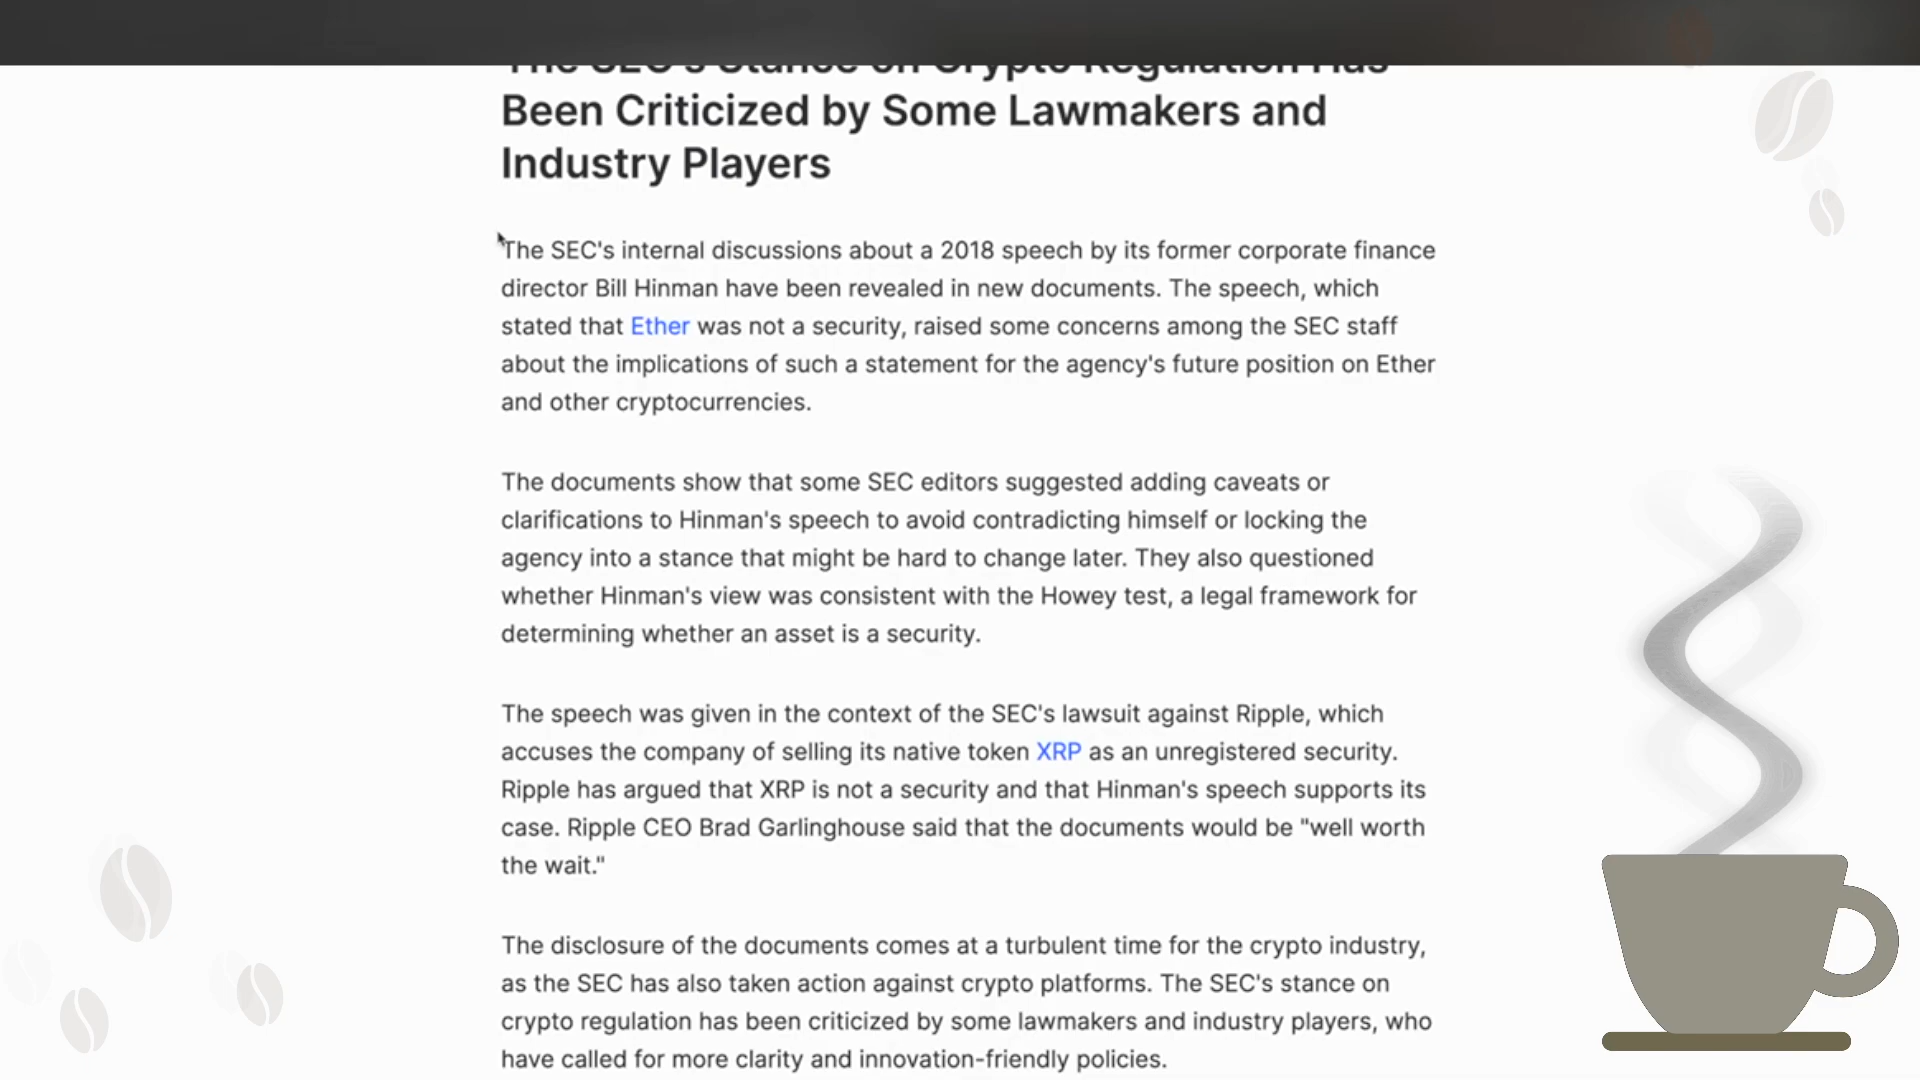 The SEC's Stance on Crypto Regulation Has
Been Criticized by Some Lawmakers and
Industry Players
The SEC's internal discussions about a 2018 speech by its former corporate finance
director Bill Hinman have been revealed in new documents. The speech, which
stated that Ether was not a security, raised some concerns among the SEC staff
about the implications of such a statement for the agency's future position on Ether
and other cryptocurrencies.
The documents show that some SEC editors suggested adding caveats or
clarifications to Hinman's speech to avoid contradicting himself or locking the
agency into a stance that might be hard to change later. They also questioned
whether Hinman's view was consistent with the Howey test, a legal framework for
determining whether an asset is a security.
The speech was given in the context of the SEC's lawsuit against Ripple, which
accuses the company of selling its native token XRP as an unregistered security.
Ripple has argued that XRP is not a security and that Hinman's speech supports its
case. Ripple CEO Brad Garlinghouse said that the documents would be "well worth
the wait."
The disclosure of the documents comes at a turbulent time for the crypto industry,
as the SEC has also taken action against crypto platforms. The SEC's stance on
crypto regulation has been criticized by some lawmakers and industry players, who
have called for more clarity and innovation-friendly policies.